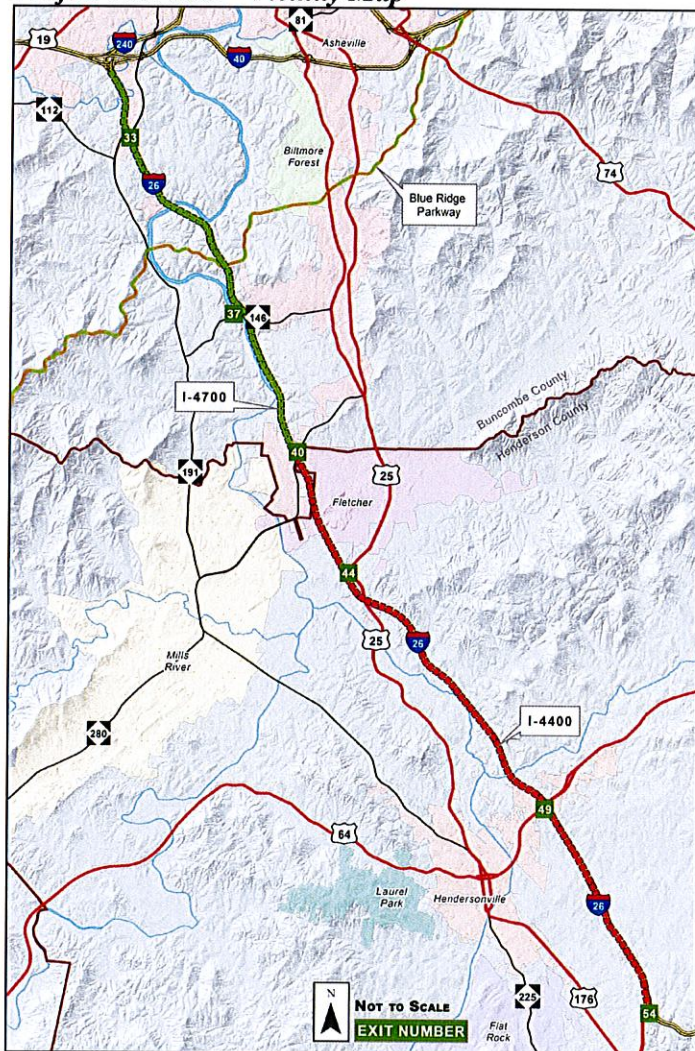 Vicinity Map
81
19
240
Asheville
40
112
33
Biltmore
Forest
74
26
Blue Ridge
Parkway
37
146
I-4700
Buncombe County
Henderson County
40
191
25
Fletcher
44
25
26
Mills
River
I-4400
280
49
64
Laurel
Park
Hendersonville
26
N
NOT TO SCALE
EXIT NUMBER
225
176
54
Flat
Rock